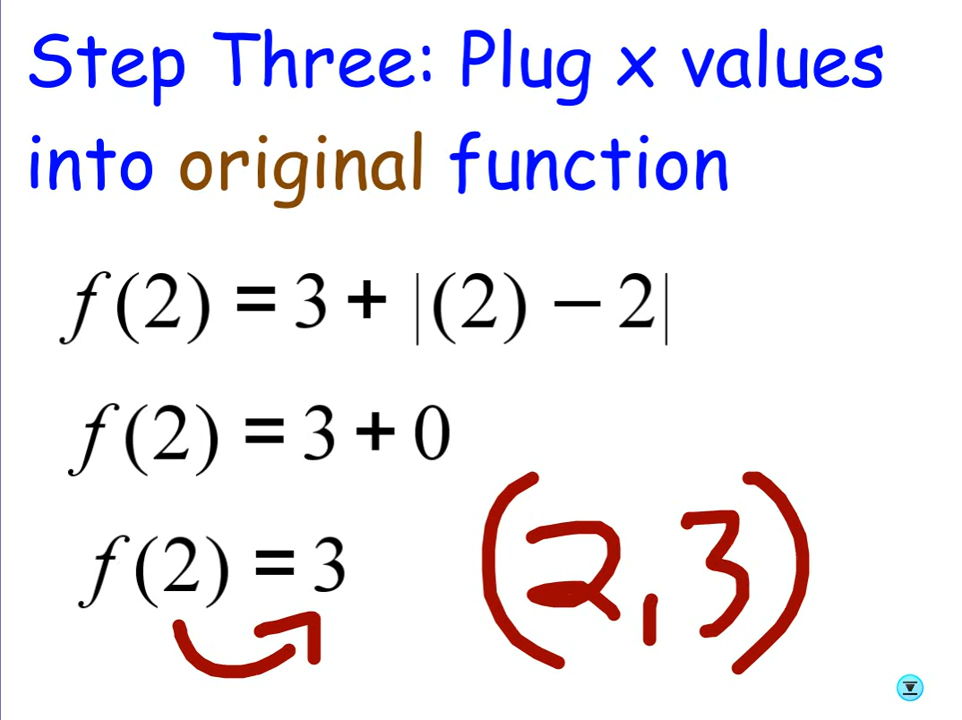 Step Three: Plug x values
into original function
f(2) = 3 + |(2) − 2|
f(2) = 3 + 0
f(2) = 3
(2, 3)